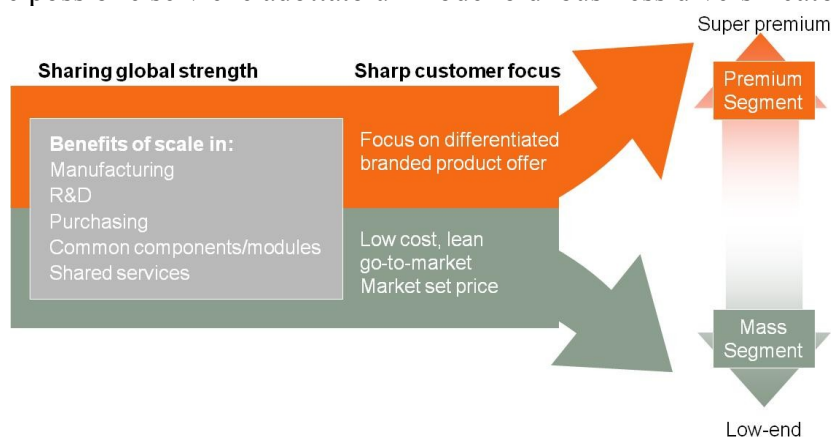 Super premium
Sharing global strength
Sharp customer focus
Premium
Segment
Benefits of scale in:
Manufacturing
R&D
Purchasing
Common components/modules
Shared services
Focus on differentiated
branded product offer
Low cost, lean
go-to-market
Market set price
Mass
Segment
Low-end